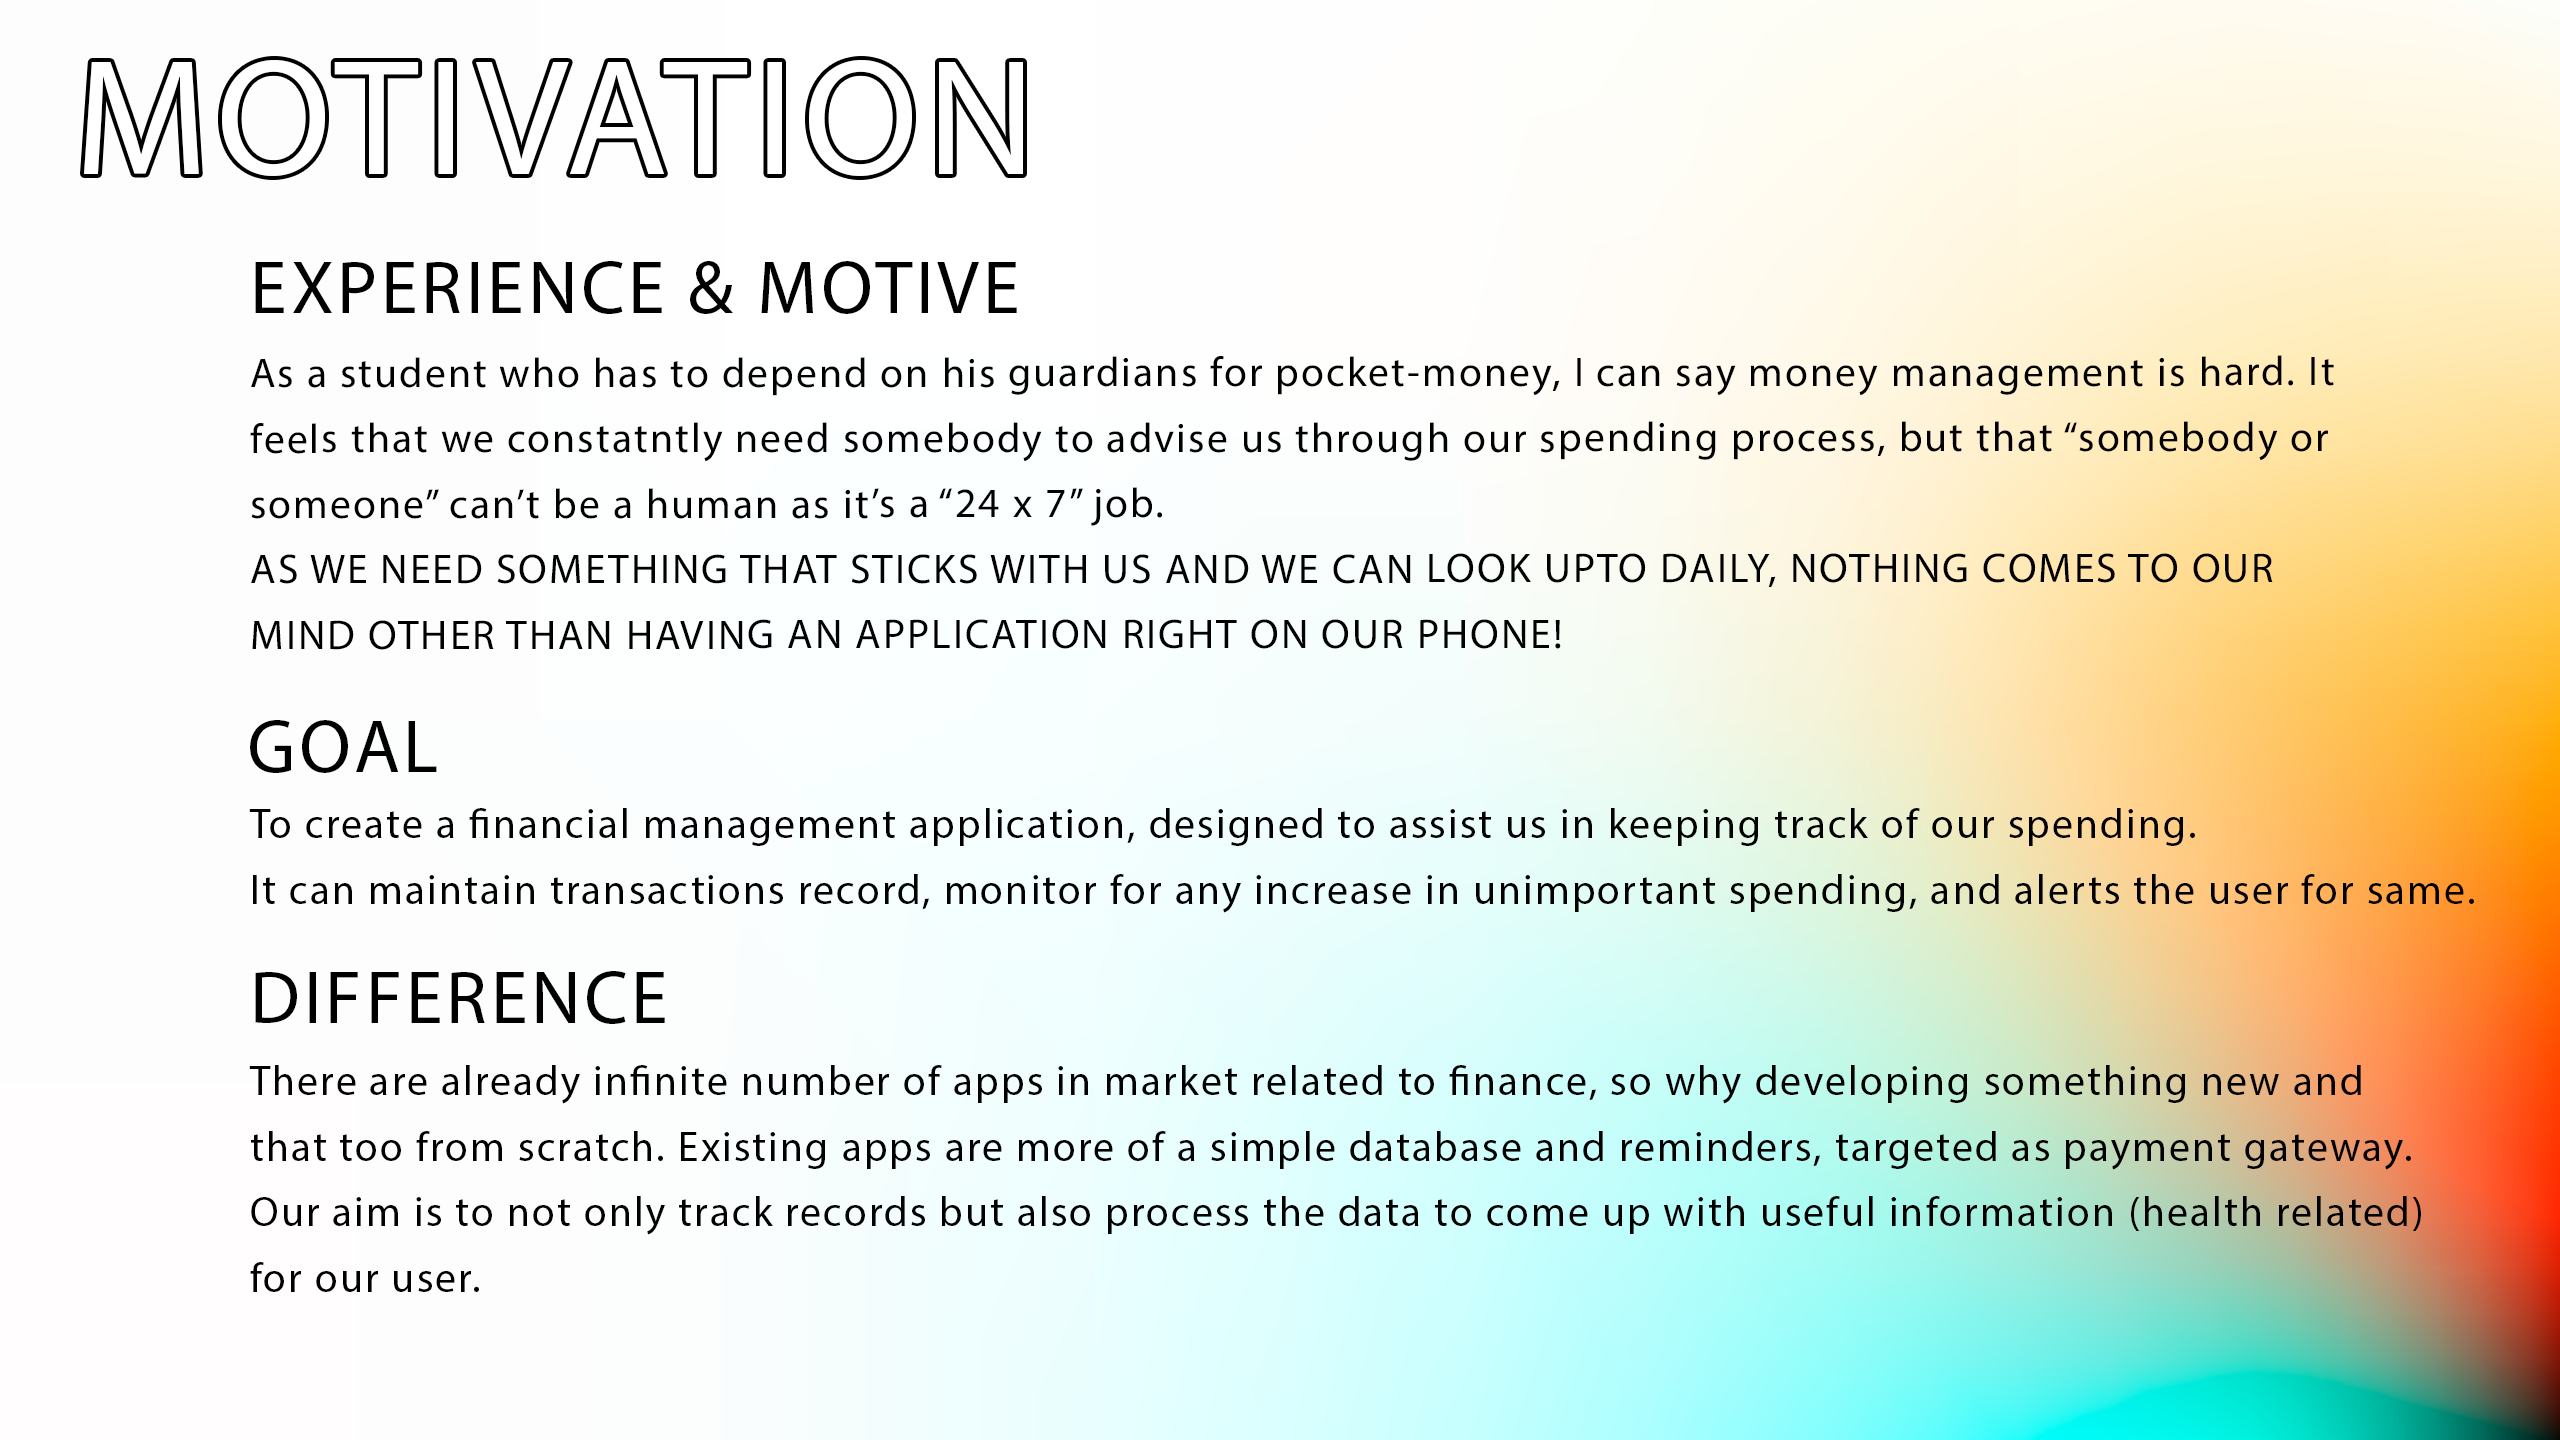 MOTIVATION
EXPERIENCE & MOTIVE
As a student who has to depend on his guardians for pocket-money, I can say money management is hard. It
feels that we constatntly need somebody to advise us through our spending process, but that “somebody or
someone” can’t be a human as it’s a “24 x 7” job.
AS WE NEED SOMETHING THAT STICKS WITH US AND WE CAN LOOK UPTO DAILY, NOTHING COMES TO OUR
MIND OTHER THAN HAVING AN APPLICATION RIGHT ON OUR PHONE!
GOAL
To create a financial management application, designed to assist us in keeping track of our spending.
It can maintain transactions record, monitor for any increase in unimportant spending, and alerts the user for same.
DIFFERENCE
There are already infinite number of apps in market related to finance, so why developing something new and
that too from scratch. Existing apps are more of a simple database and reminders, targeted as payment gateway.
Our aim is to not only track records but also process the data to come up with useful information (health related)
for our user.